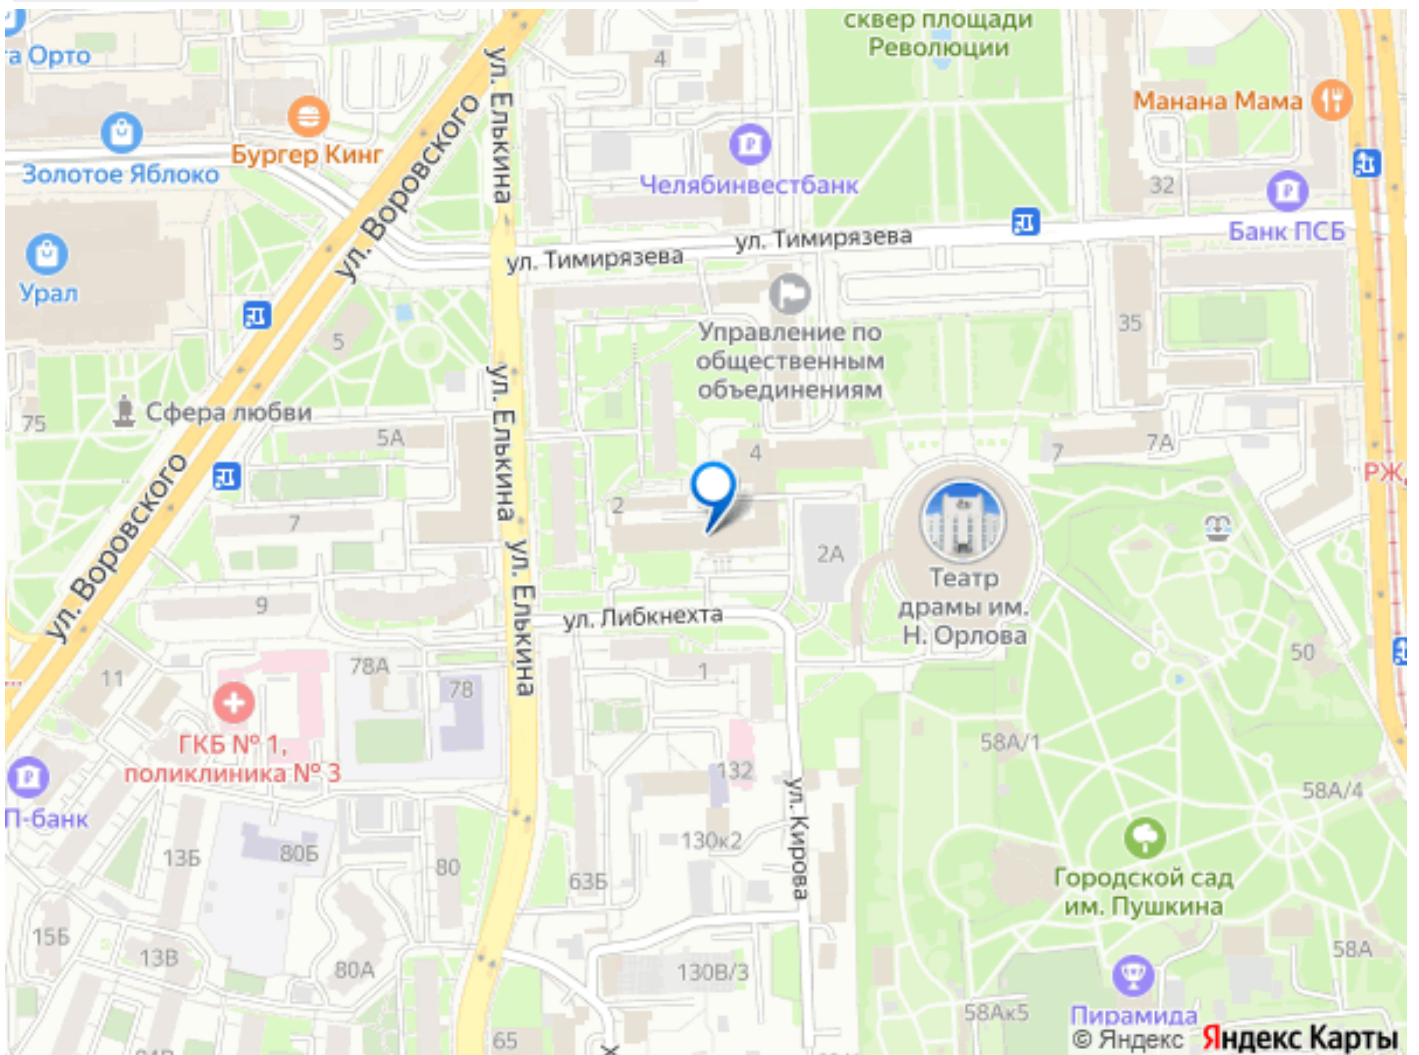 сквер площади
Революции
та Орто
ул. Елькина
4
Манана Мама
ул. Воровского
Бургер Кинг
Золотое Яблоко
Челябинвестбанк
32
Банк ПСБ
ул. Воровского
ул. Тимирязева
ул. Тимирязева
Урал
5
Управление по
общественным
объединениям
35
75
Сфера любви
5А
ул. Елькина
4
7
7А
РЖД
2
7
ул. Воровского
2А
Театр
драмы им.
Н. Орлова
9
ул. Либкнехта
ул. Елькина
11
78А
78
1
50
ГКБ № 1,
поликлиника № 3
132
58А/1
58А/4
П-банк
ул. Кирова
13Б
80Б
80
130к2
63Б
Городской сад
им. Пушкина
15Б
13В
80А
130В/3
58А
58Ак5
Пирамида
65
© Яндекс Яндекс Карты